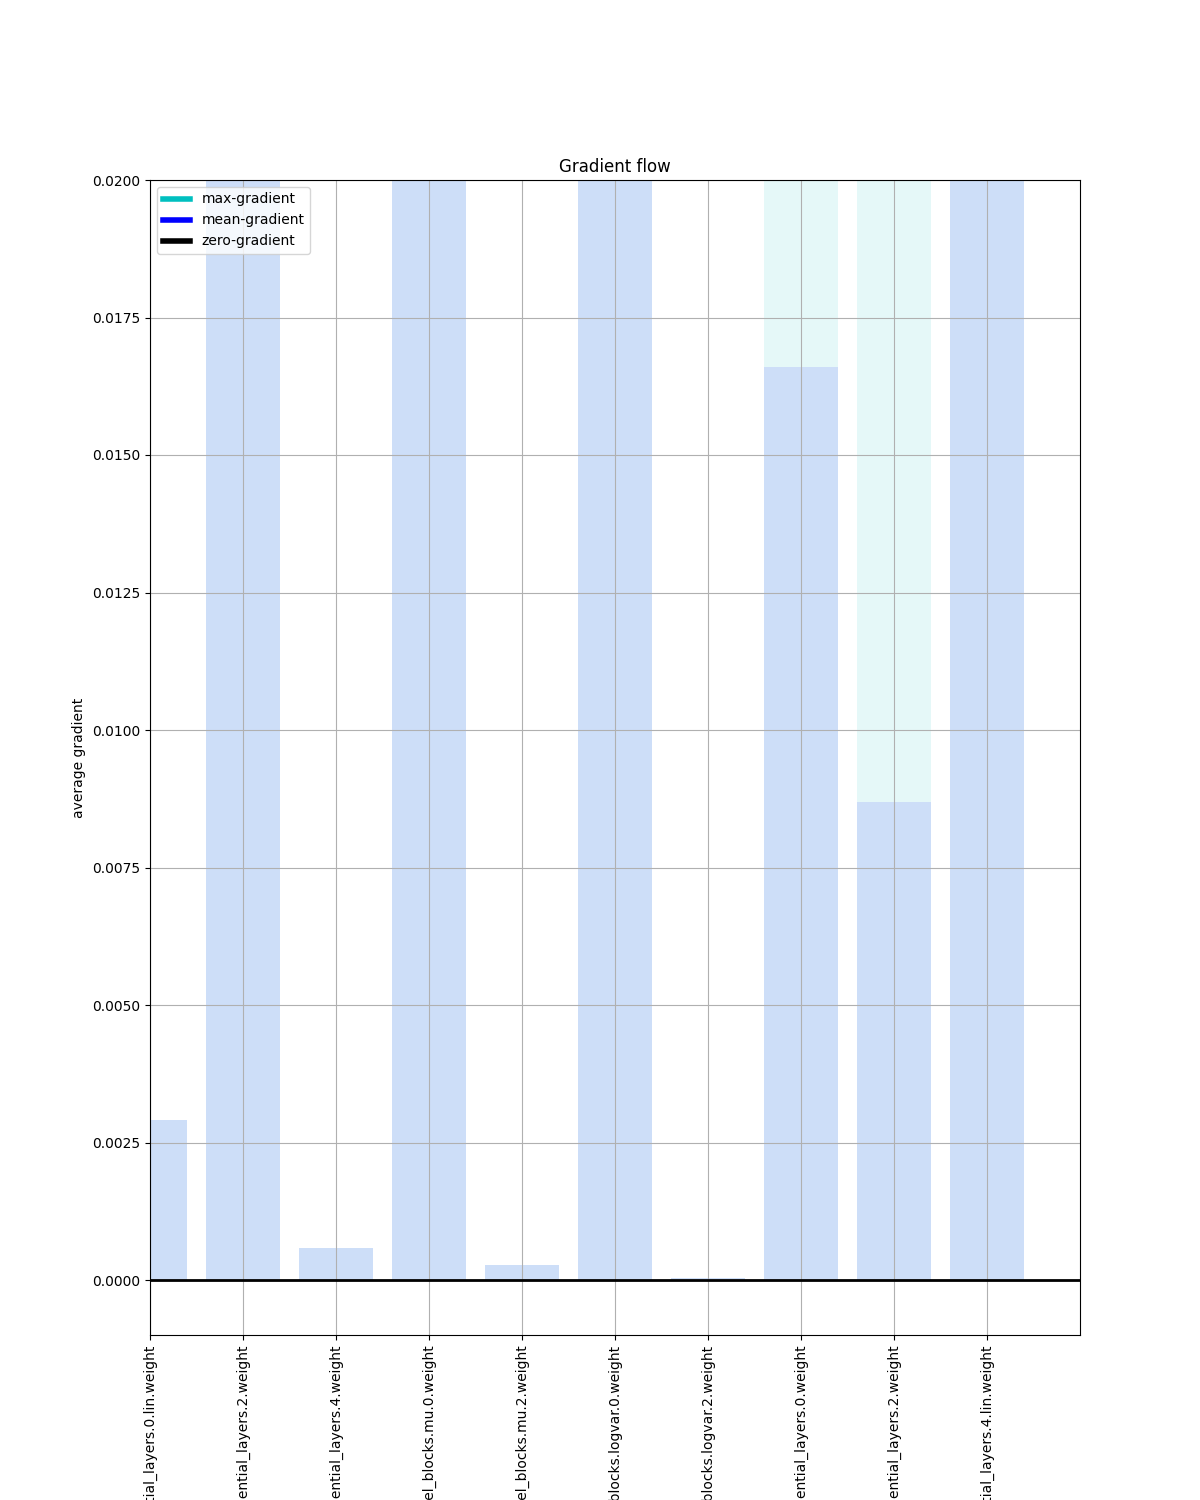 Gradient flow
max-gradient
mean-gradient
zero-gradient
0.0200
0.0175
0.0150
0.0125
0.0100
0.0075
0.0050
0.0025
0.0000
average gradient
tial_layers.0.lin.weight
ential_layers.2.weight
ential_layers.4.weight
el_blocks.mu.0.weight
el_blocks.mu.2.weight
blocks.logvar.0.weight
blocks.logvar.2.weight
ential_layers.0.weight
ential_layers.2.weight
tial_layers.4.lin.weight